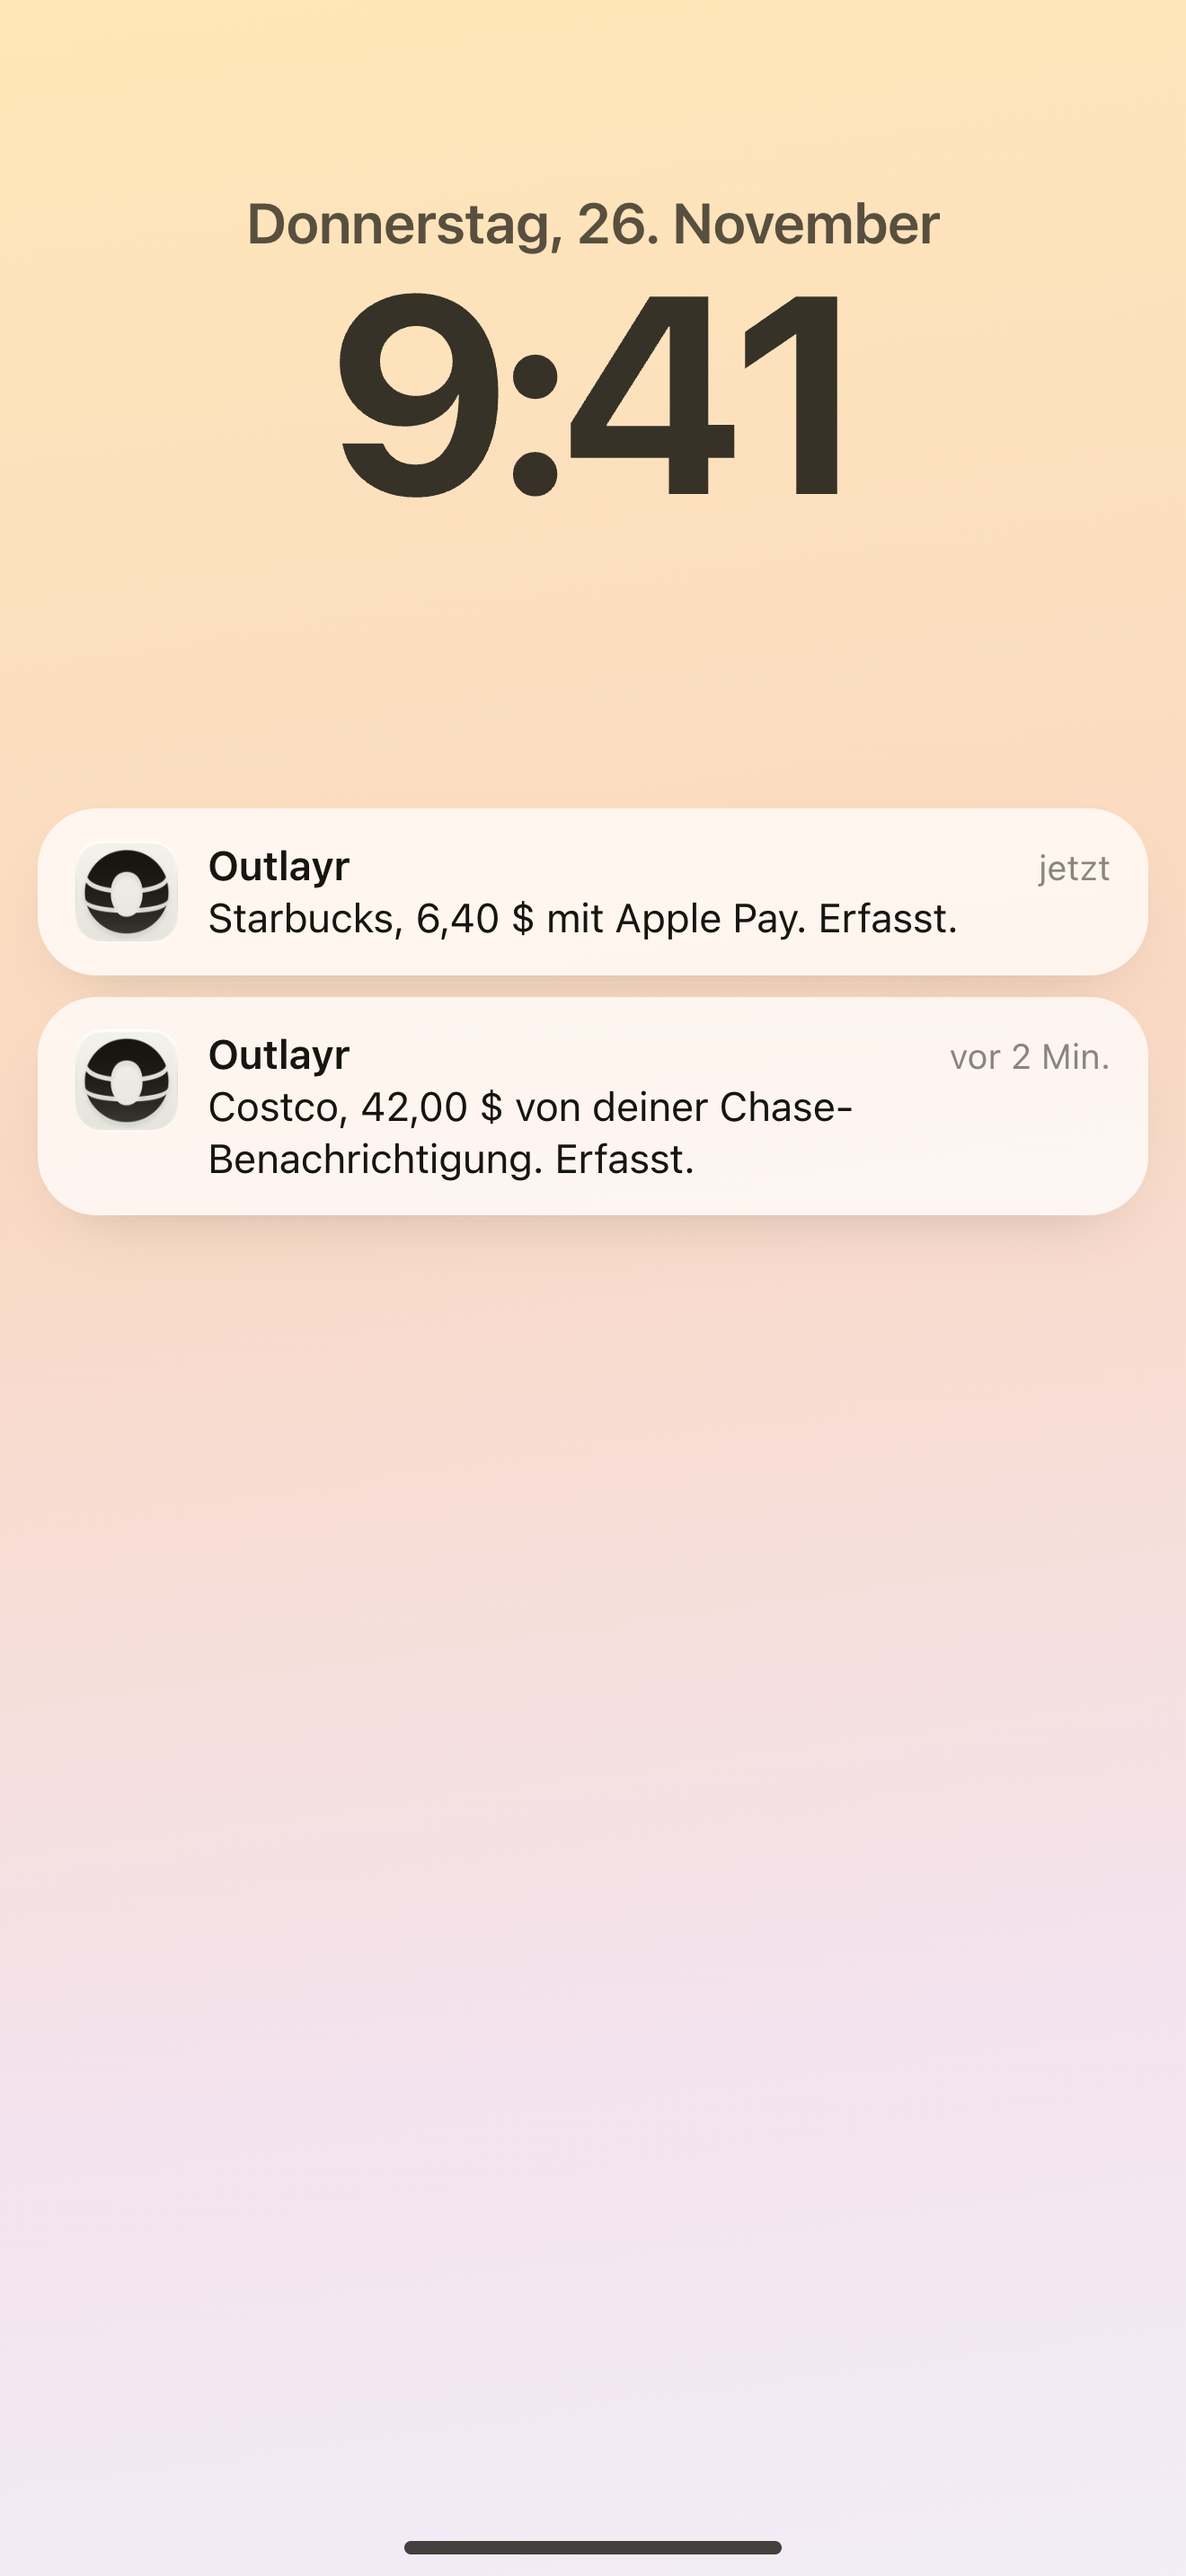 Donnerstag, 26. November
9:41
Outlayr
jetzt
Starbucks, 6,40 $ mit Apple Pay. Erfasst.
Outlayr
vor 2 Min.
Costco, 42,00 $ von deiner Chase-
Benachrichtigung. Erfasst.